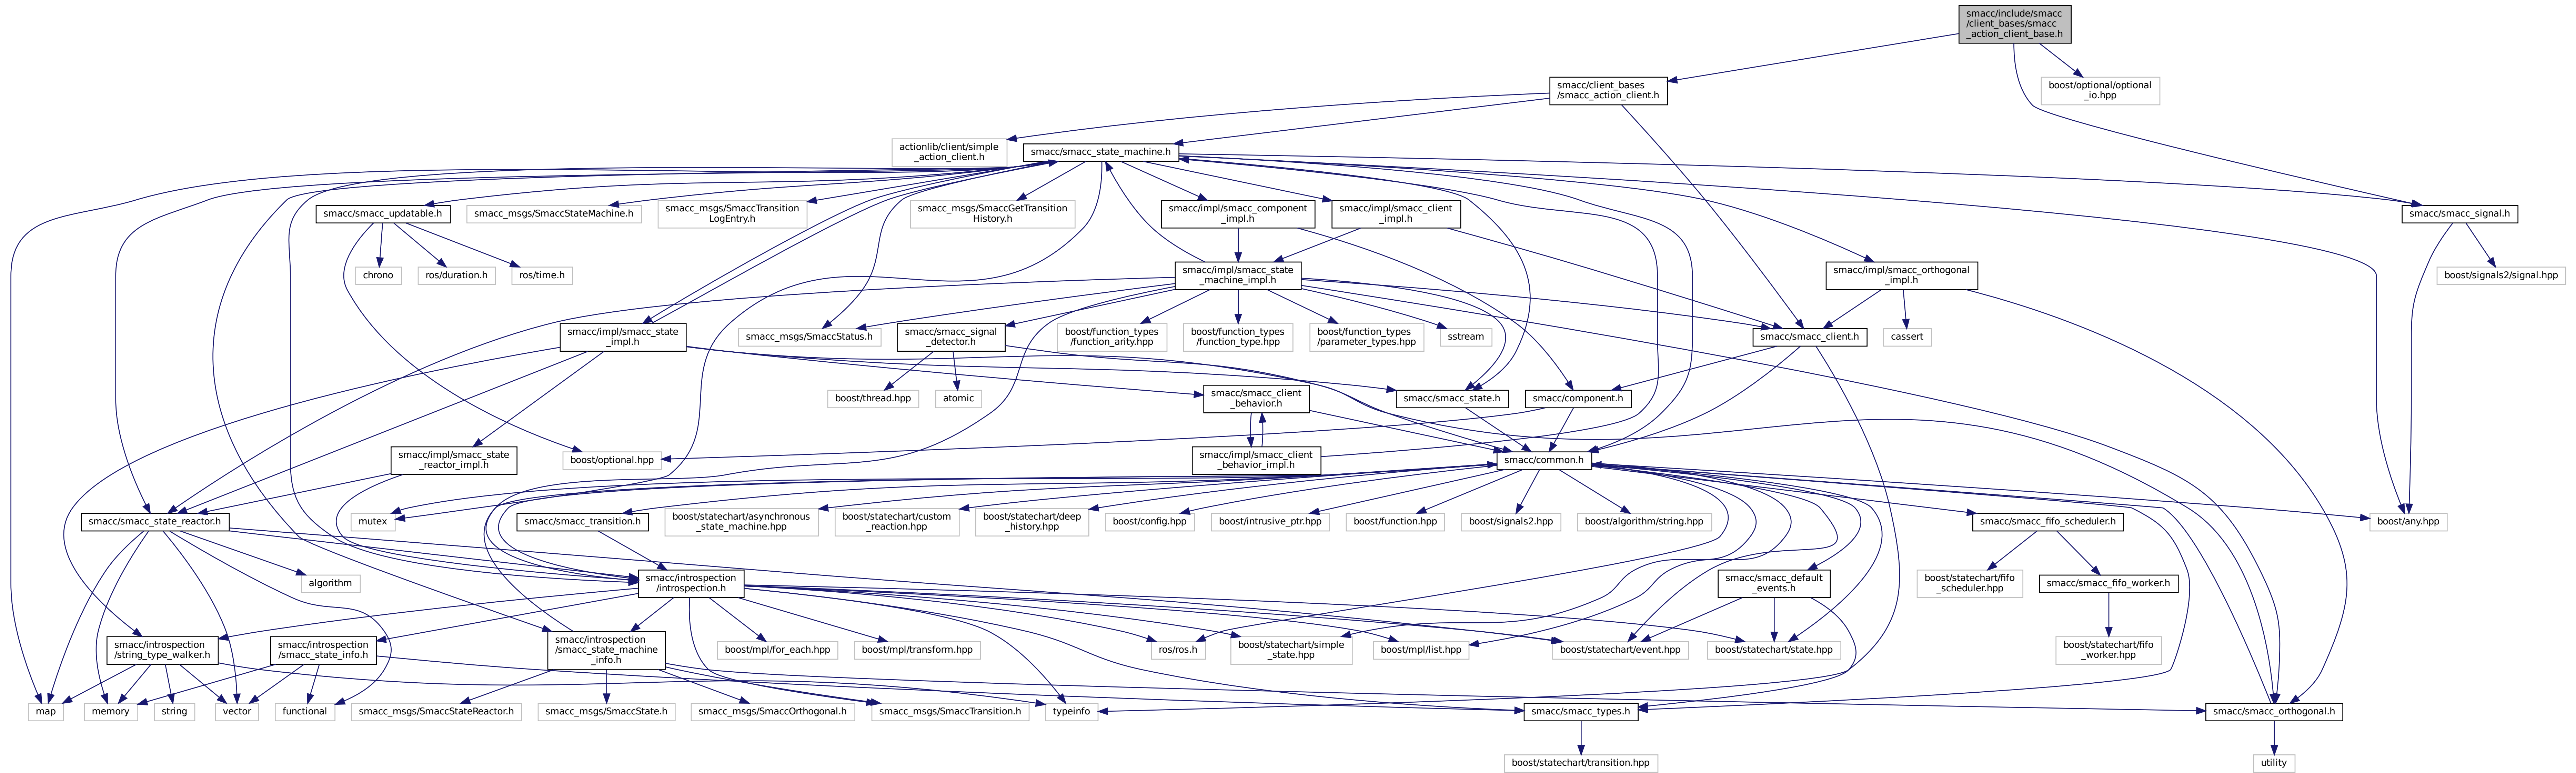 smacc/include/smacc
/client_bases/smacc
_action_client_base.h
smacc/client_bases
/smacc_action_client.h
boost/optional/optional
_io.hpp
actionlib/client/simple
_action_client.h
smacc/smacc_state_machine.h
smacc/smacc_updatable.h
smacc_msgs/SmaccStateMachine.h
smacc_msgs/SmaccTransition
LogEntry.h
smacc_msgs/SmaccGetTransition
History.h
smacc/impl/smacc_component
_impl.h
smacc/impl/smacc_client
_impl.h
smacc/smacc_signal.h
chrono
ros/duration.h
ros/time.h
smacc/impl/smacc_state
_machine_impl.h
smacc/impl/smacc_orthogonal
_impl.h
boost/signals2/signal.hpp
smacc/impl/smacc_state
_impl.h
smacc_msgs/SmaccStatus.h
smacc/smacc_signal
_detector.h
boost/function_types
/function_arity.hpp
boost/function_types
/function_type.hpp
boost/function_types
/parameter_types.hpp
sstream
smacc/smacc_client.h
cassert
boost/thread.hpp
atomic
smacc/smacc_client
_behavior.h
smacc/smacc_state.h
smacc/component.h
smacc/impl/smacc_state
_reactor_impl.h
boost/optional.hpp
smacc/impl/smacc_client
_behavior_impl.h
smacc/common.h
smacc/smacc_state_reactor.h
mutex
smacc/smacc_transition.h
boost/statechart/asynchronous
_state_machine.hpp
boost/statechart/custom
_reaction.hpp
boost/statechart/deep
_history.hpp
boost/config.hpp
boost/intrusive_ptr.hpp
boost/function.hpp
boost/signals2.hpp
boost/algorithm/string.hpp
smacc/smacc_fifo_scheduler.h
boost/any.hpp
algorithm
smacc/introspection
/introspection.h
smacc/smacc_default
_events.h
boost/statechart/fifo
_scheduler.hpp
smacc/smacc_fifo_worker.h
smacc/introspection
/string_type_walker.h
smacc/introspection
/smacc_state_info.h
smacc/introspection
/smacc_state_machine
_info.h
boost/mpl/for_each.hpp
boost/mpl/transform.hpp
ros/ros.h
boost/statechart/simple
_state.hpp
boost/mpl/list.hpp
boost/statechart/event.hpp
boost/statechart/state.hpp
boost/statechart/fifo
_worker.hpp
map
memory
string
vector
functional
smacc_msgs/SmaccStateReactor.h
smacc_msgs/SmaccState.h
smacc_msgs/SmaccOrthogonal.h
smacc_msgs/SmaccTransition.h
typeinfo
smacc/smacc_types.h
smacc/smacc_orthogonal.h
boost/statechart/transition.hpp
utility